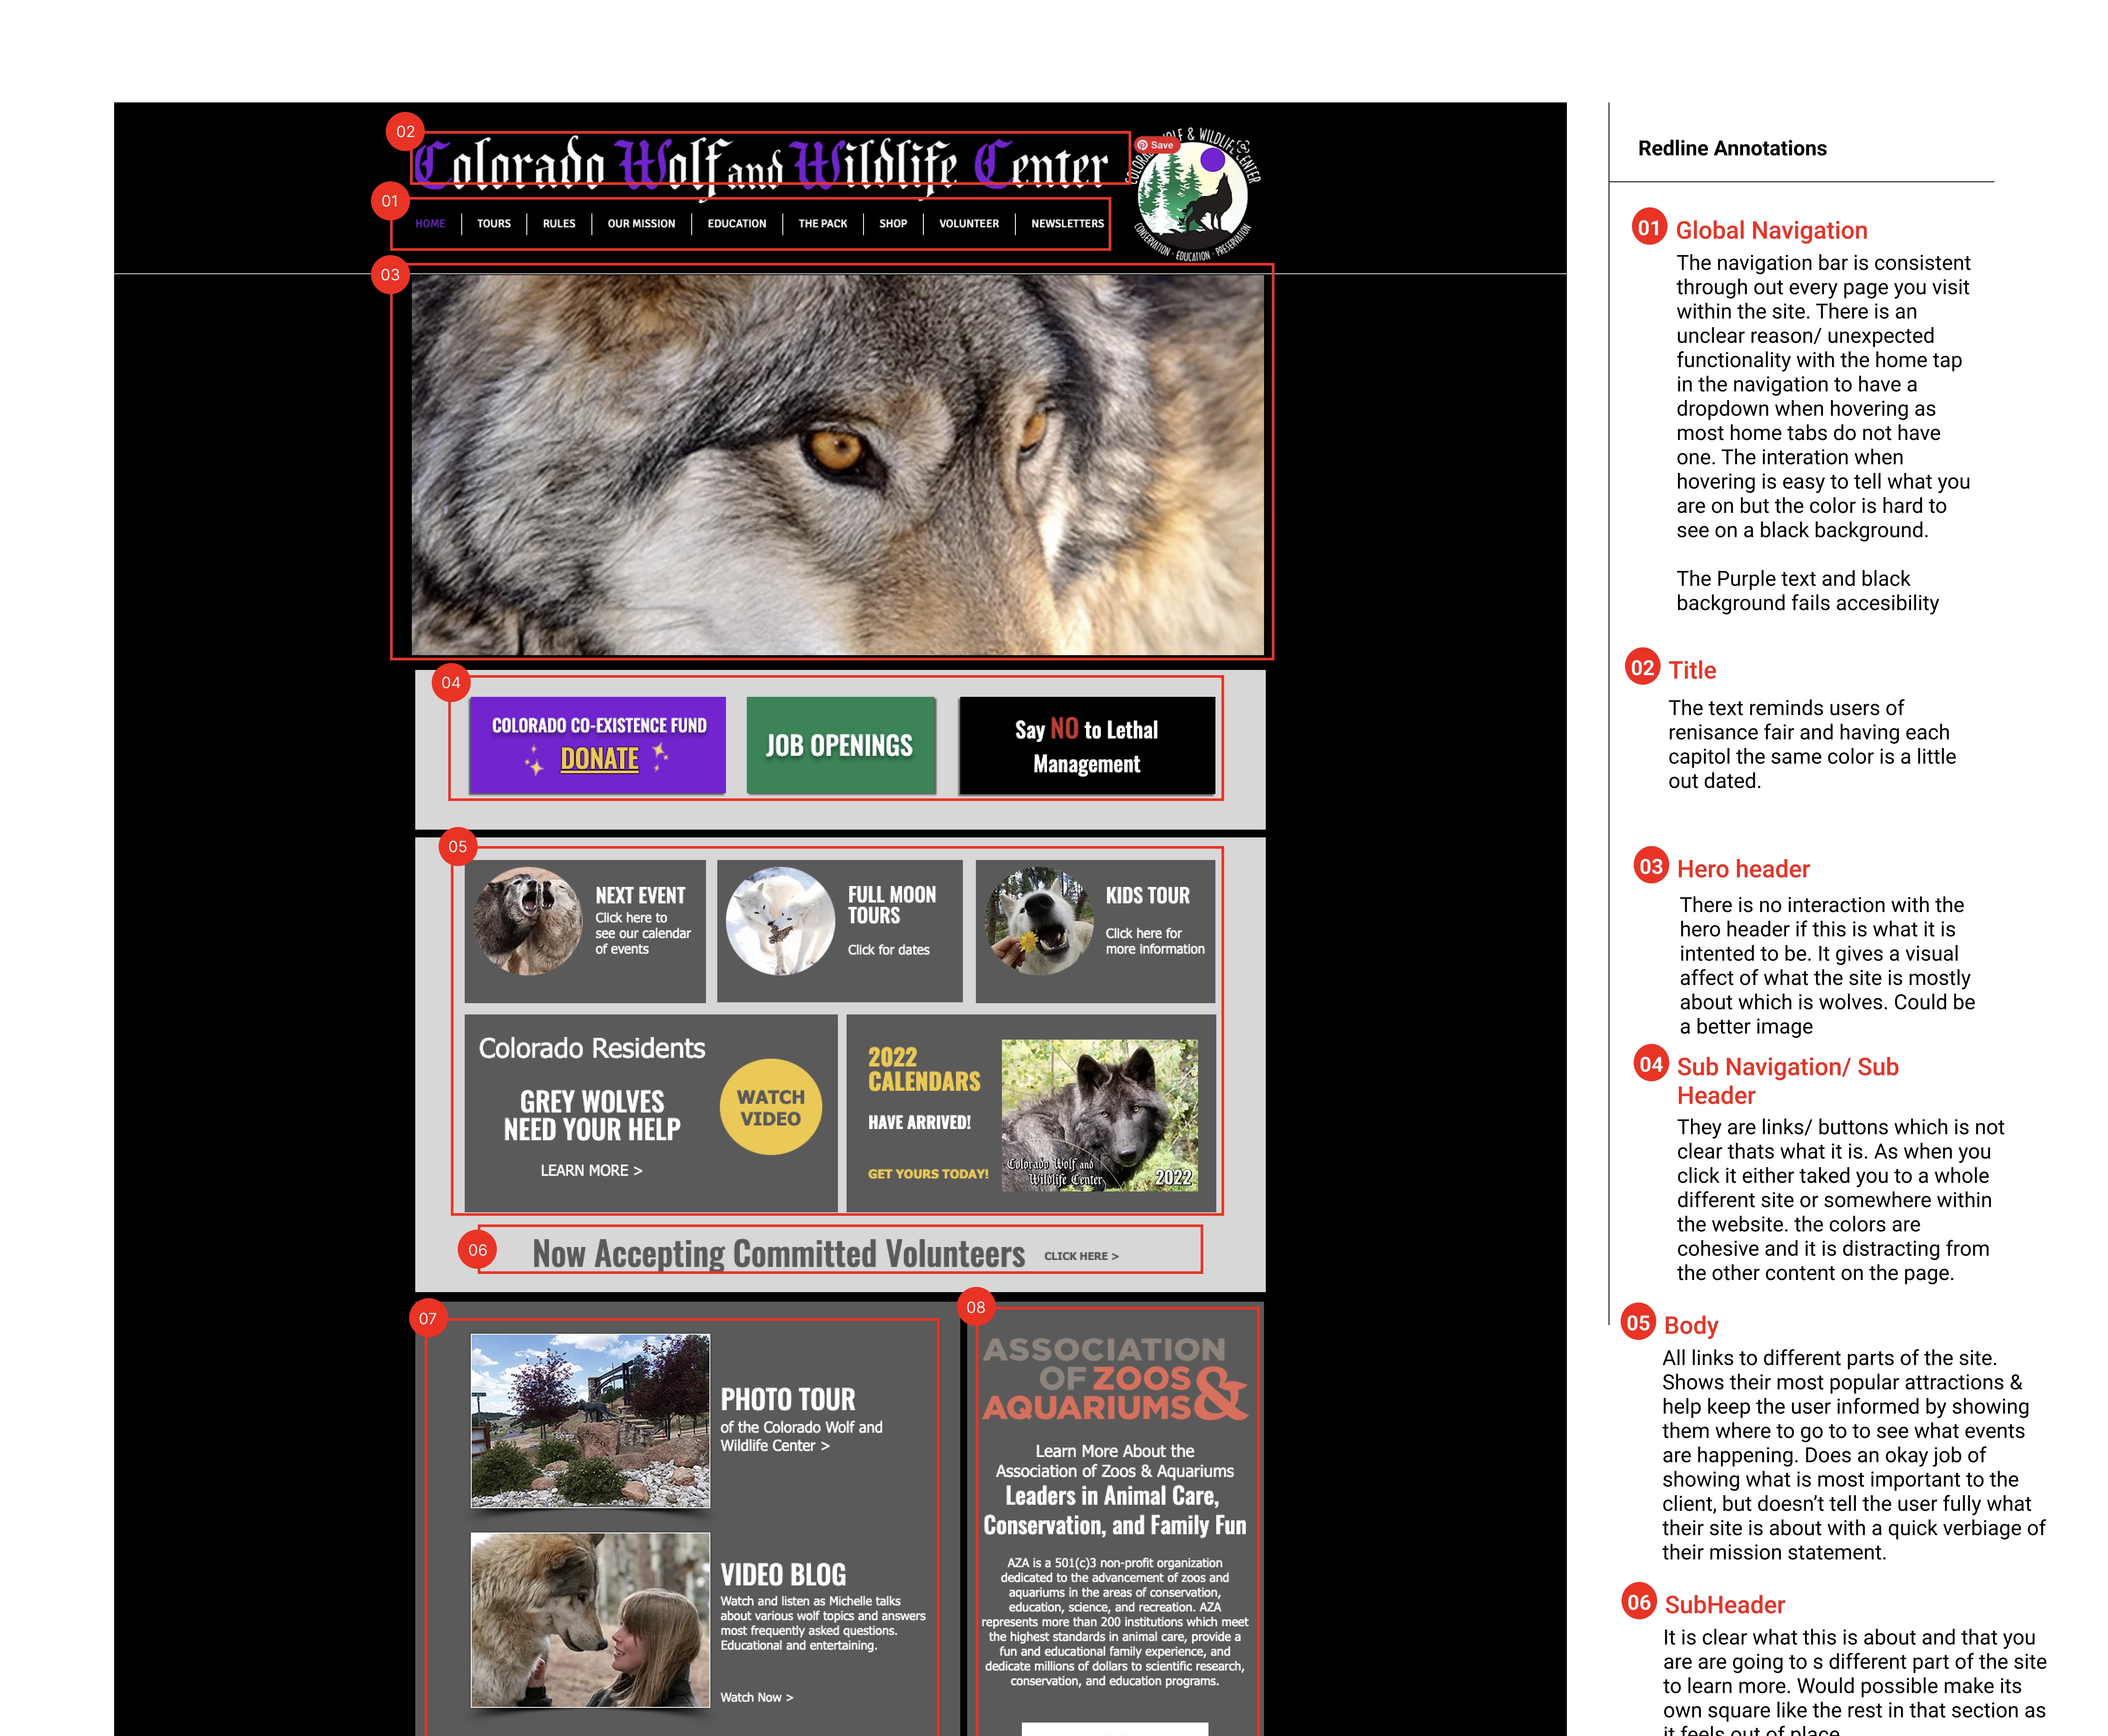 02
Colorado Wolf and Wildlife Center
Save
COLORADO WOLF & WILDLIFE CENTER
CONSERVATION · EDUCATION · PRESERVATION
01
HOME
TOURS
RULES
OUR MISSION
EDUCATION
THE PACK
SHOP
VOLUNTEER
NEWSLETTERS
03
04
COLORADO CO-EXISTENCE FUND
DONATE
JOB OPENINGS
Say NO to Lethal
Management
05
NEXT EVENT
Click here to
see our calendar
of events
FULL MOON
TOURS
Click for dates
KIDS TOUR
Click here for
more information
Colorado Residents
GREY WOLVES
NEED YOUR HELP
LEARN MORE >
WATCH
VIDEO
2022
CALENDARS
HAVE ARRIVED!
GET YOURS TODAY!
Colorado Wolf and
Wildlife Center
2022
06
Now Accepting Committed Volunteers
CLICK HERE >
07
PHOTO TOUR
of the Colorado Wolf and
Wildlife Center >
VIDEO BLOG
Watch and listen as Michelle talks
about various wolf topics and answers
most frequently asked questions.
Educational and entertaining.
Watch Now >
08
ASSOCIATION
OF ZOOS &
AQUARIUMS
Learn More About the
Association of Zoos & Aquariums
Leaders in Animal Care,
Conservation, and Family Fun
AZA is a 501(c)3 non-profit organization
dedicated to the advancement of zoos and
aquariums in the areas of conservation,
education, science, and recreation. AZA
represents more than 200 institutions which meet
the highest standards in animal care, provide a
fun and educational family experience, and
dedicate millions of dollars to scientific research,
conservation, and education programs.
Redline Annotations
01 Global Navigation
The navigation bar is consistent
through out every page you visit
within the site. There is an
unclear reason/ unexpected
functionality with the home tap
in the navigation to have a
dropdown when hovering as
most home tabs do not have
one. The interation when
hovering is easy to tell what you
are on but the color is hard to
see on a black background.
The Purple text and black
background fails accesibility
02 Title
The text reminds users of
renisance fair and having each
capitol the same color is a little
out dated.
03 Hero header
There is no interaction with the
hero header if this is what it is
intented to be. It gives a visual
affect of what the site is mostly
about which is wolves. Could be
a better image
04 Sub Navigation/ Sub
Header
They are links/ buttons which is not
clear thats what it is. As when you
click it either taked you to a whole
different site or somewhere within
the website. the colors are
cohesive and it is distracting from
the other content on the page.
05 Body
All links to different parts of the site.
Shows their most popular attractions &
help keep the user informed by showing
them where to go to to see what events
are happening. Does an okay job of
showing what is most important to the
client, but doesn't tell the user fully what
their site is about with a quick verbiage of
their mission statement.
06 SubHeader
It is clear what this is about and that you
are are going to s different part of the site
to learn more. Would possible make its
own square like the rest in that section as
it feels out of place